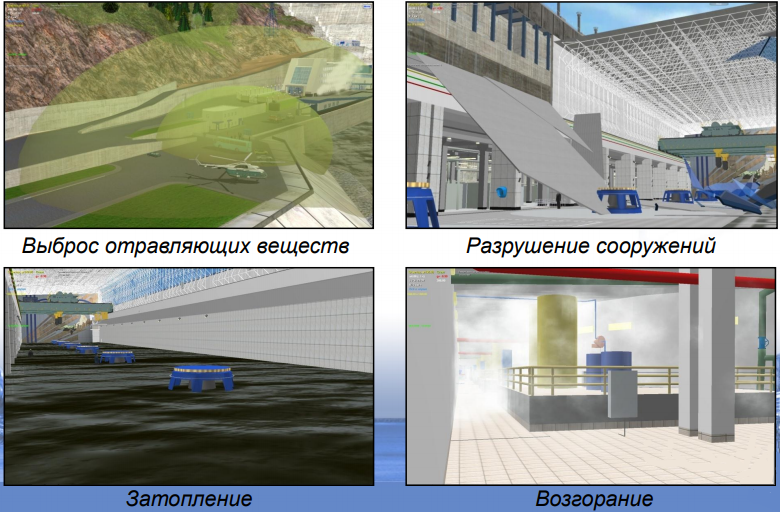 Выброс отравляющих веществ
Разрушение сооружений
Затопление
Возгорание